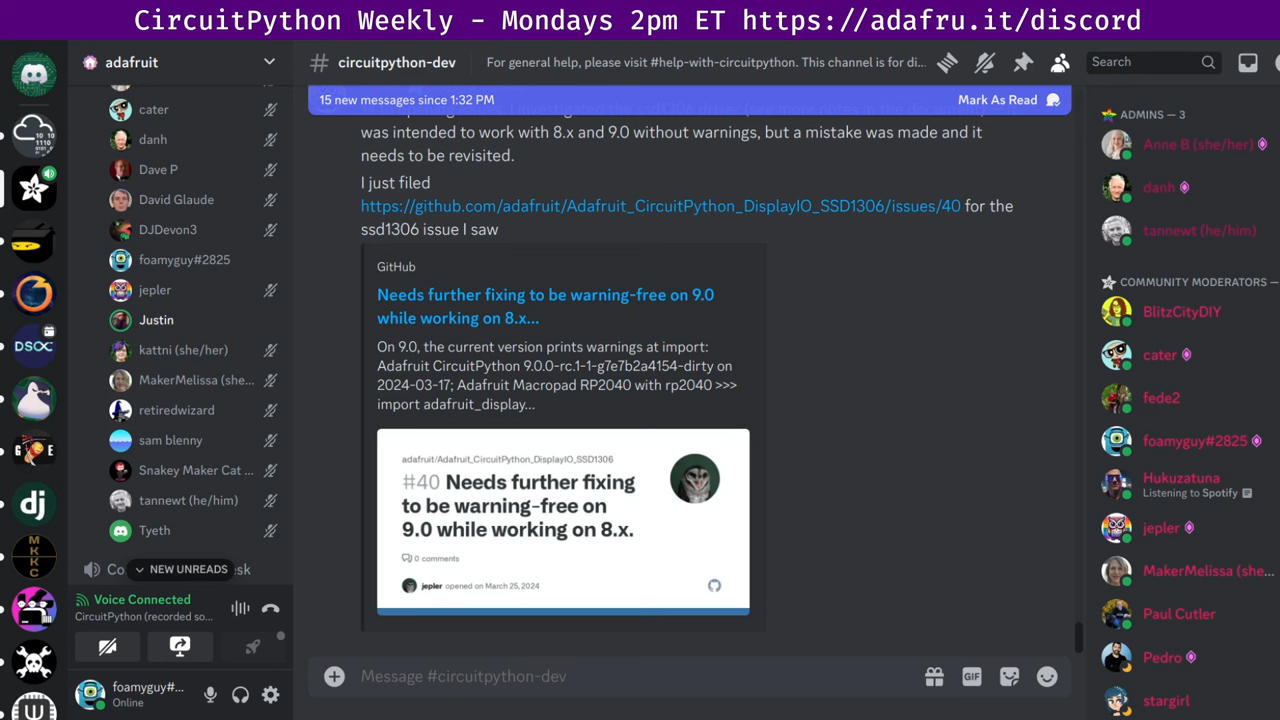 CircuitPython Weekly - Mondays 2pm ET https://adafru.it/discord
adafruit
cater
danh
Dave P
David Glaude
DJDevon3
foamyguy#2825
jepler
Justin
kattni (she/her)
MakerMelissa (she...
retiredwizard
sam blenny
Snakey Maker Cat ...
tannewt (he/him)
Tyeth
NEW UNREADS
Voice Connected
CircuitPython (recorded so...
foamyguy#...
Online
# circuitpython-dev
For general help, please visit #help-with-circuitpython. This channel is for di...
Search
15 new messages since 1:32 PM
Mark As Read
was intended to work with 8.x and 9.0 without warnings, but a mistake was made and it
needs to be revisited.
I just filed
https://github.com/adafruit/Adafruit_CircuitPython_DisplayIO_SSD1306/issues/40 for the
ssd1306 issue I saw
GitHub
Needs further fixing to be warning-free on 9.0
while working on 8.x...
On 9.0, the current version prints warnings at import:
Adafruit CircuitPython 9.0.0-rc.1-1-g7e7b2a4154-dirty on
2024-03-17; Adafruit Macropad RP2040 with rp2040 >>>
import adafruit_display...
adafruit/Adafruit_CircuitPython_DisplayIO_SSD1306
#40 Needs further fixing
to be warning-free on
9.0 while working on 8.x.
0 comments
jepler opened on March 25, 2024
Message #circuitpython-dev
GIF
ADMINS — 3
Anne B (she/her)
danh
tannewt (he/him)
COMMUNITY MODERATORS —
BlitzCityDIY
cater
fede2
foamyguy#2825
Hukuzatuna
Listening to Spotify
jepler
MakerMelissa (she...
Paul Cutler
Pedro
stargirl
DSOC
dj
MKKC